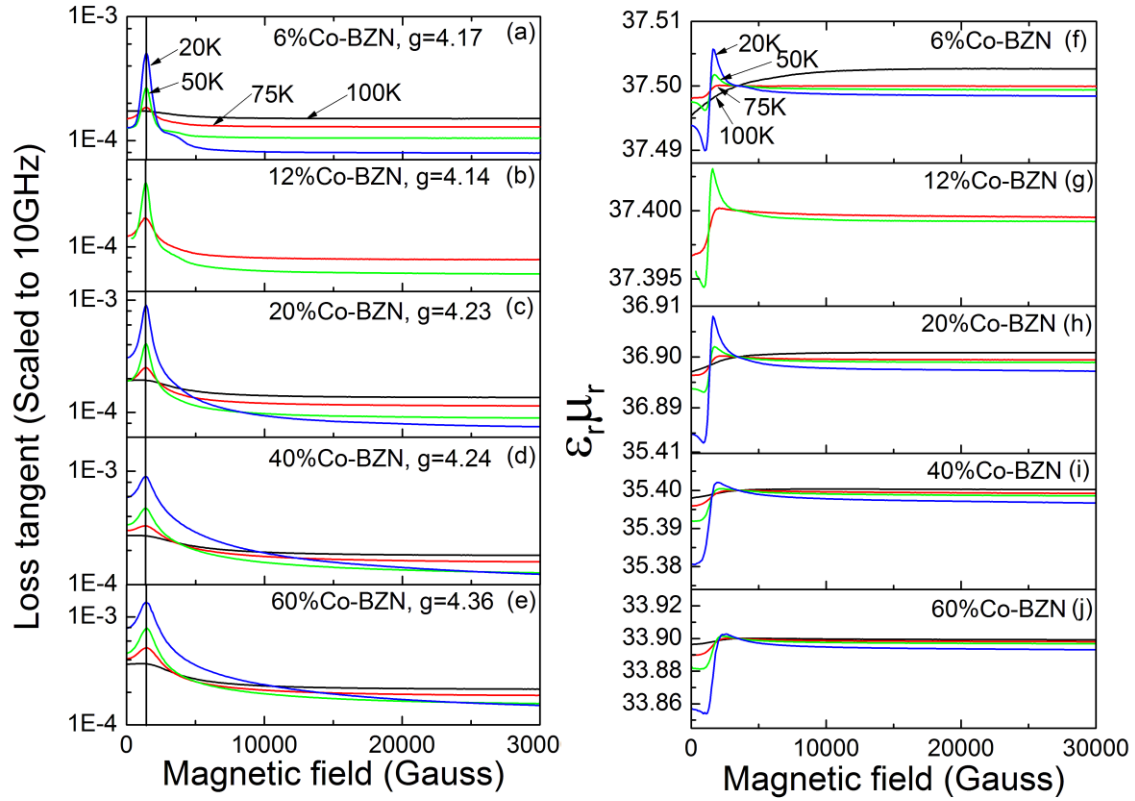 Loss tangent (Scaled to 10GHz)
1E-3
6%Co-BZN, g=4.17
(a)
20K
50K
75K
100K
1E-4
12%Co-BZN, g=4.14
(b)
1E-4
1E-3
20%Co-BZN, g=4.23
(c)
1E-4
1E-3
40%Co-BZN, g=4.24
(d)
1E-4
1E-3
60%Co-BZN, g=4.36
(e)
1E-4
0 10000 20000 3000
Magnetic field (Gauss)
εrμr
37.51
6%Co-BZN (f)
20K
50K
75K
100K
37.50
37.49
12%Co-BZN (g)
37.400
37.395
36.91
20%Co-BZN (h)
36.90
36.89
35.41
40%Co-BZN (i)
35.40
35.39
35.38
33.92
60%Co-BZN (j)
33.90
33.88
33.86
0 10000 20000 30000
Magnetic field (Gauss)